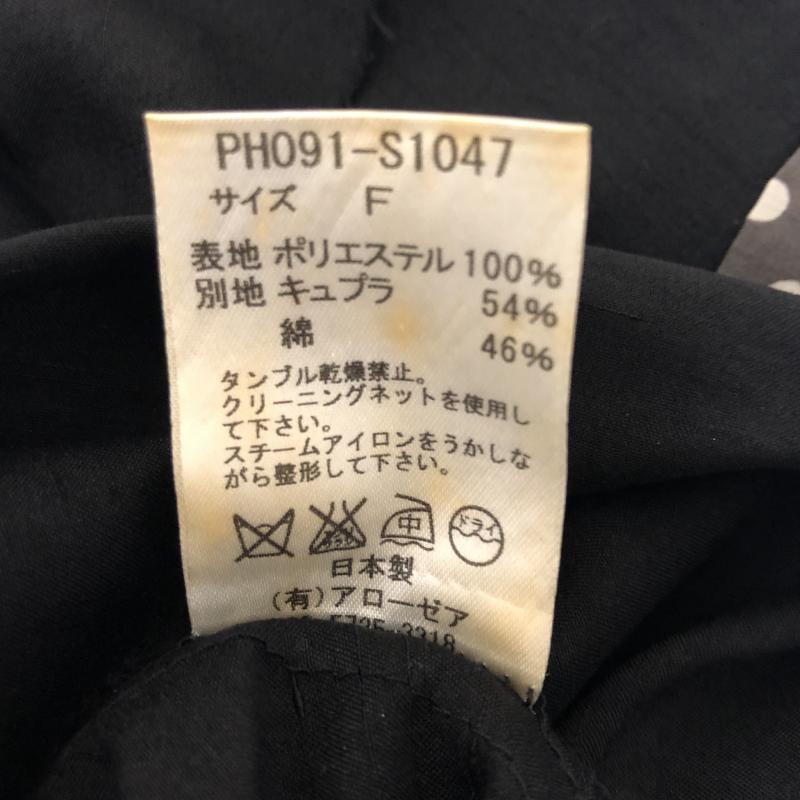 PH091-S1047
サイズ F
表地 ポリエステル 100%
別地 キュプラ 54%
綿 46%
タンブル乾燥禁止。
クリーニングネットを使用し
て下さい。
スチームアイロンをうかしな
がら整形して下さい。
中 ドライ
日本製
(有)アローゼア
5725-3318